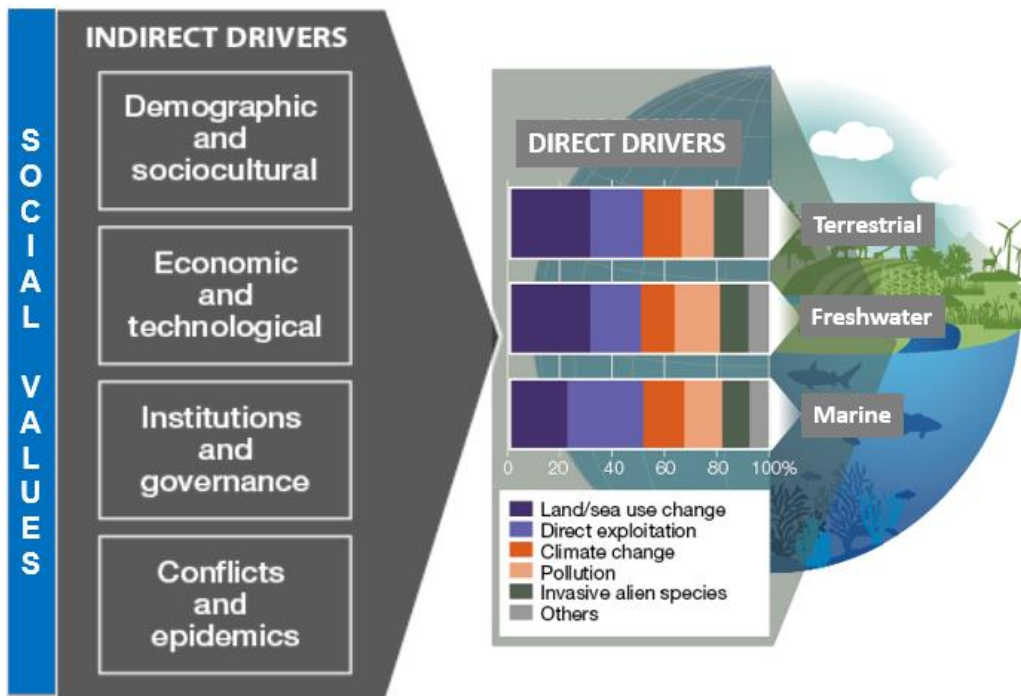 SOCIAL VALUES
INDIRECT DRIVERS
Demographic
and
sociocultural
Economic
and
technological
Institutions
and
governance
Conflicts
and
epidemics
DIRECT DRIVERS
Terrestrial
Freshwater
Marine
0 20 40 60 80 100%
Land/sea use change
Direct exploitation
Climate change
Pollution
Invasive alien species
Others